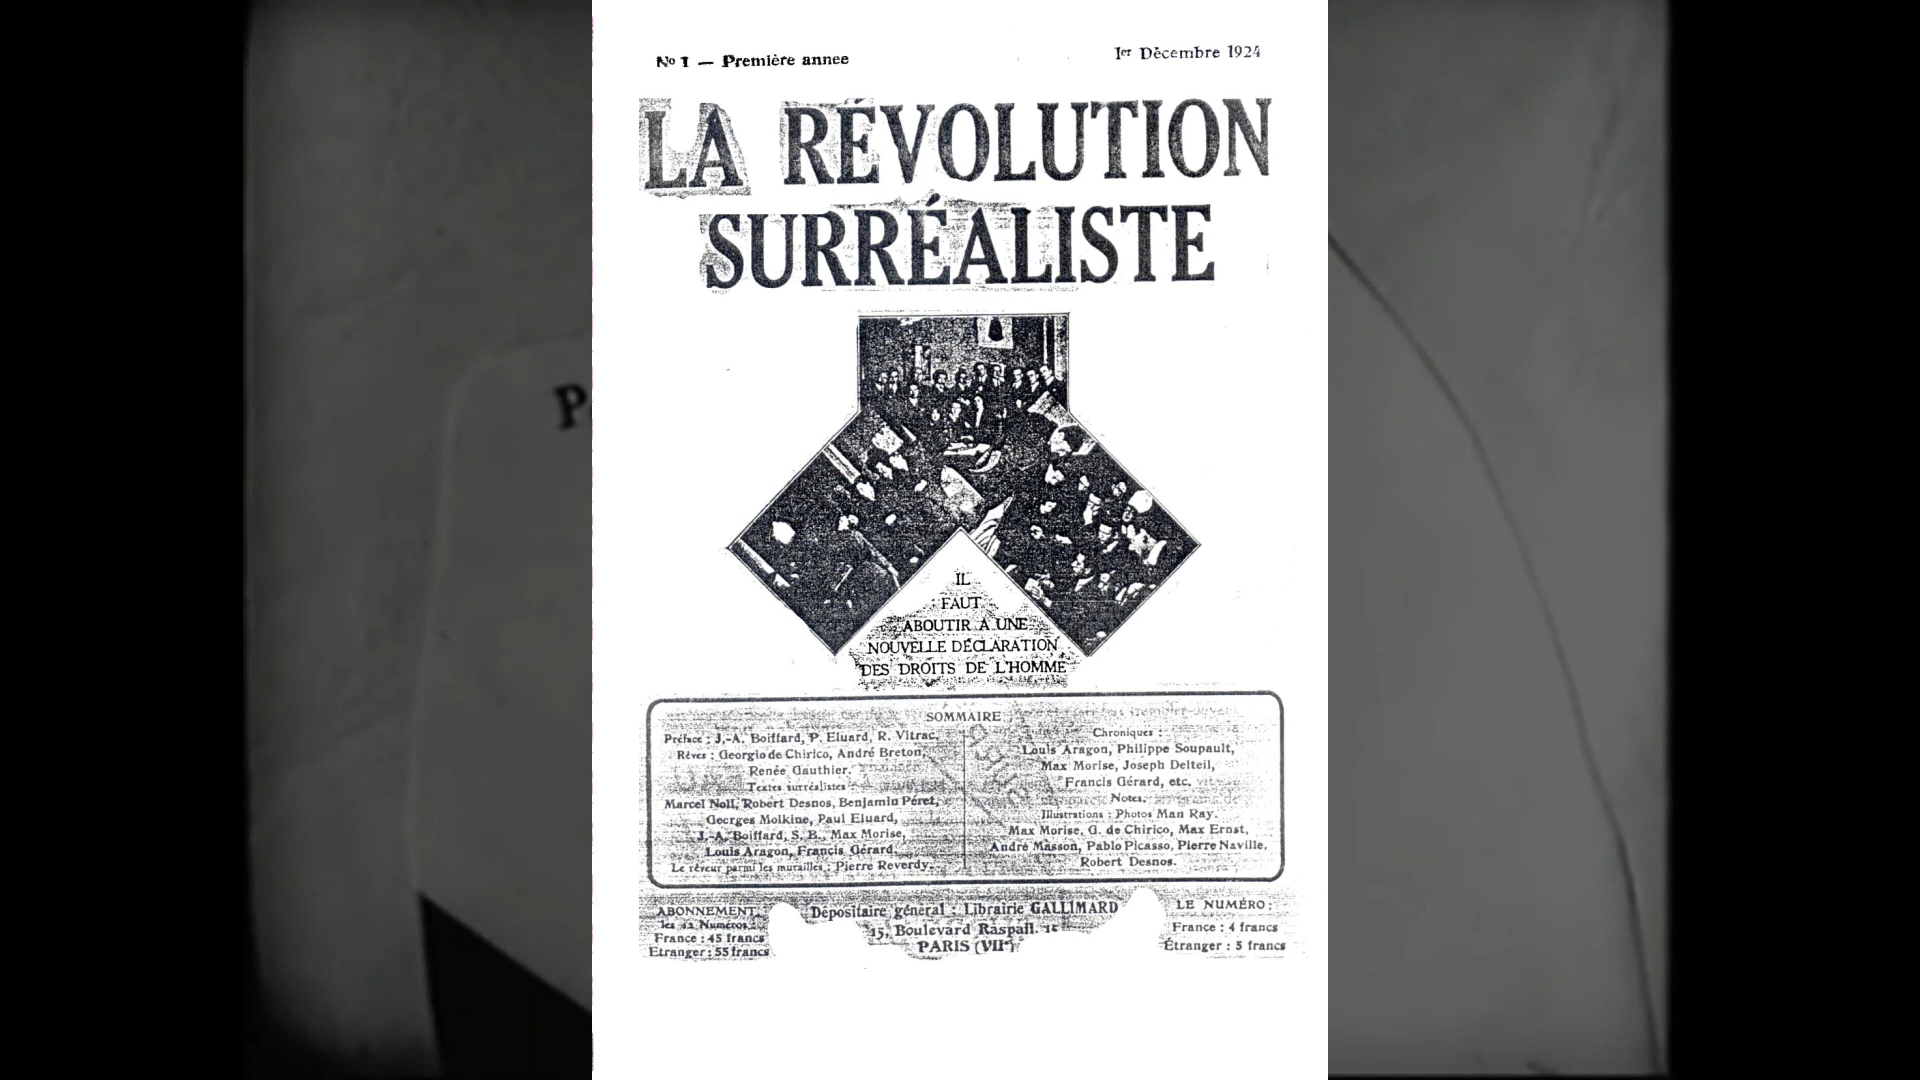 No 1 — Première annee
1er Décembre 1924
LA RÉVOLUTION
SURRÉALISTE
IL
FAUT
ABOUTIR A UNE
NOUVELLE DÉCLARATION
DES DROITS DE L'HOMME
SOMMAIRE
Préface : J.-A. Boiffard, P. Eluard, R. Vitrac.
Rêves : Georgio de Chirico, André Breton,
Renée Gauthier.
Textes surréalistes :
Marcel Noll, Robert Desnos, Benjamin Péret,
Georges Molkine, Paul Eluard,
J.-A. Boiffard, S. B., Max Morise,
Louis Aragon, Francis Gérard.
Le rêveur parmi les murailles : Pierre Reverdy.
Chroniques :
Louis Aragon, Philippe Soupault,
Max Morise, Joseph Delteil,
Francis Gérard, etc.
Notes.
Illustrations : Photos Man Ray.
Max Morise, G. de Chirico, Max Ernst,
André Masson, Pablo Picasso, Pierre Naville,
Robert Desnos.
ABONNEMENT,
les 12 Numéros :
France : 45 francs
Etranger : 55 francs
Dépositaire général : Librairie GALLIMARD
15, Boulevard Raspail, 15
PARIS (VIIe)
LE NUMÉRO :
France : 4 francs
Étranger : 5 francs